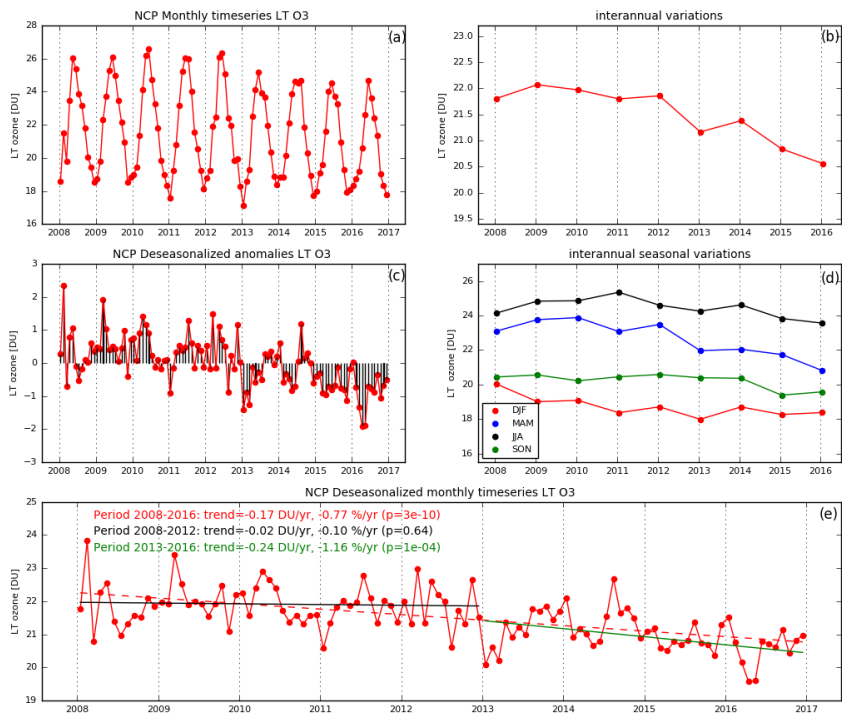 NCP Monthly timeseries LT O3
(a)
LT ozone [DU]
28
26
24
22
20
18
16
2008 2009 2010 2011 2012 2013 2014 2015 2016 2017
interannual variations
(b)
LT ozone [DU]
23.0
22.5
22.0
21.5
21.0
20.5
20.0
19.5
2008 2009 2010 2011 2012 2013 2014 2015 2016
NCP Deseasonalized anomalies LT O3
(c)
LT ozone [DU]
3
2
1
0
−1
−2
−3
2008 2009 2010 2011 2012 2013 2014 2015 2016 2017
interannual seasonal variations
(d)
LT ozone [DU]
26
24
22
20
18
16
DJF
MAM
JJA
SON
2008 2009 2010 2011 2012 2013 2014 2015 2016
NCP Deseasonalized monthly timeseries LT O3
(e)
Period 2008-2016: trend=-0.17 DU/yr, -0.77 %/yr (p=3e-10)
Period 2008-2012: trend=-0.02 DU/yr, -0.10 %/yr (p=0.64)
Period 2013-2016: trend=-0.24 DU/yr, -1.16 %/yr (p=1e-04)
LT ozone [DU]
25
24
23
22
21
20
19
2008 2009 2010 2011 2012 2013 2014 2015 2016 2017